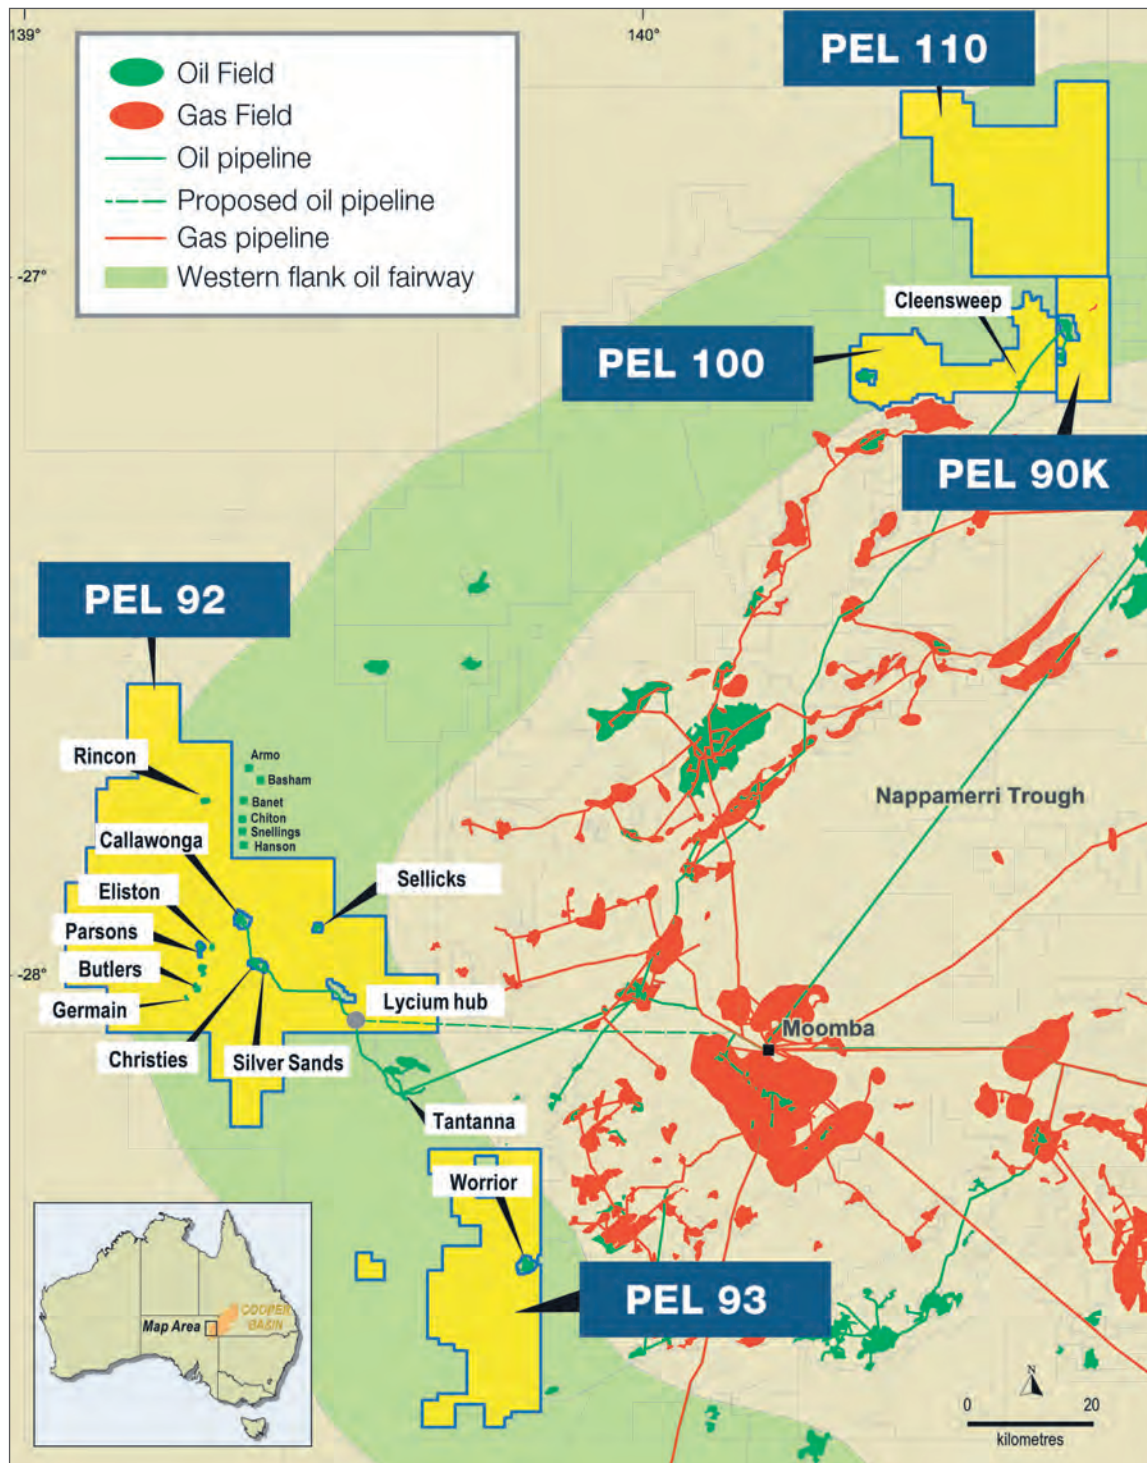 139°
140°
PEL 110
Oil Field
Gas Field
Oil pipeline
Proposed oil pipeline
Gas pipeline
Western flank oil fairway
-27°
Cleensweep
PEL 100
PEL 90K
PEL 92
Rincon
Armo
Basham
Banet
Chiton
Snellings
Hanson
Nappamerri Trough
Callawonga
Eliston
Sellicks
Parsons
-28°
Butlers
Germain
Lycium hub
Moomba
Christies
Silver Sands
Tantanna
Worrior
PEL 93
COOPER
BASIN
Map Area
N
0
20
kilometres